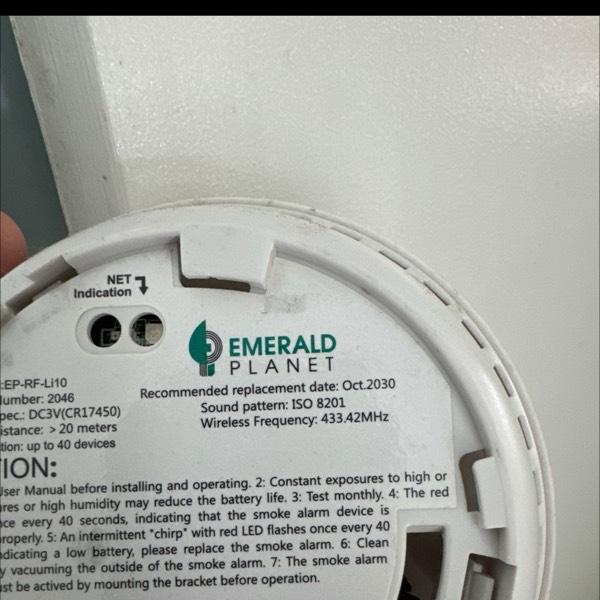 NET
Indication
EMERALD
PLANET
:EP-RF-Li10
Recommended replacement date: Oct.2030
umber: 2046
Sound pattern: ISO 8201
pec.: DC3V(CR17450)
Wireless Frequency: 433.42MHz
istance: > 20 meters
tion: up to 40 devices
ION:
User Manual before installing and operating. 2: Constant exposures to high or
res or high humidity may reduce the battery life. 3: Test monthly. 4: The red
ce every 40 seconds, indicating that the smoke alarm device is
roperly. 5: An intermittent "chirp" with red LED flashes once every 40
dicating a low battery, please replace the smoke alarm. 6: Clean
y vacuuming the outside of the smoke alarm. 7: The smoke alarm
st be actived by mounting the bracket before operation.